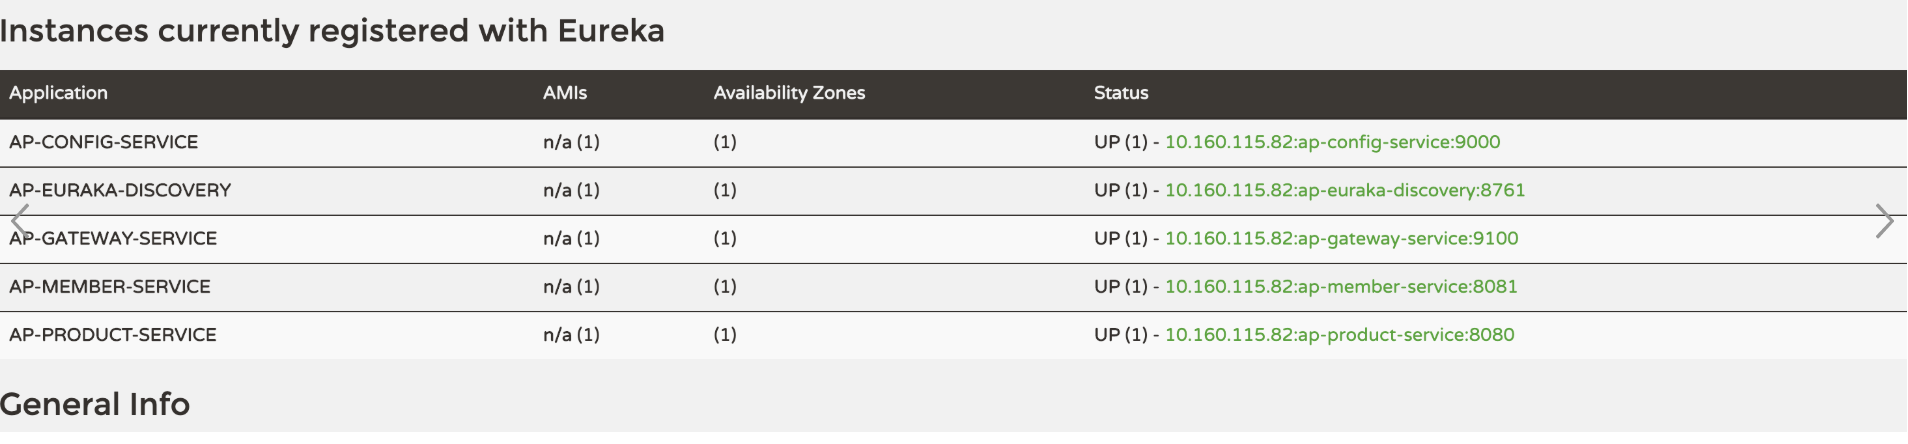 Instances currently registered with Eureka
Application AMIs Availability Zones Status
AP-CONFIG-SERVICE n/a (1) (1) UP (1) - 10.160.115.82:ap-config-service:9000
AP-EURAKA-DISCOVERY n/a (1) (1) UP (1) - 10.160.115.82:ap-euraka-discovery:8761
AP-GATEWAY-SERVICE n/a (1) (1) UP (1) - 10.160.115.82:ap-gateway-service:9100
AP-MEMBER-SERVICE n/a (1) (1) UP (1) - 10.160.115.82:ap-member-service:8081
AP-PRODUCT-SERVICE n/a (1) (1) UP (1) - 10.160.115.82:ap-product-service:8080
General Info